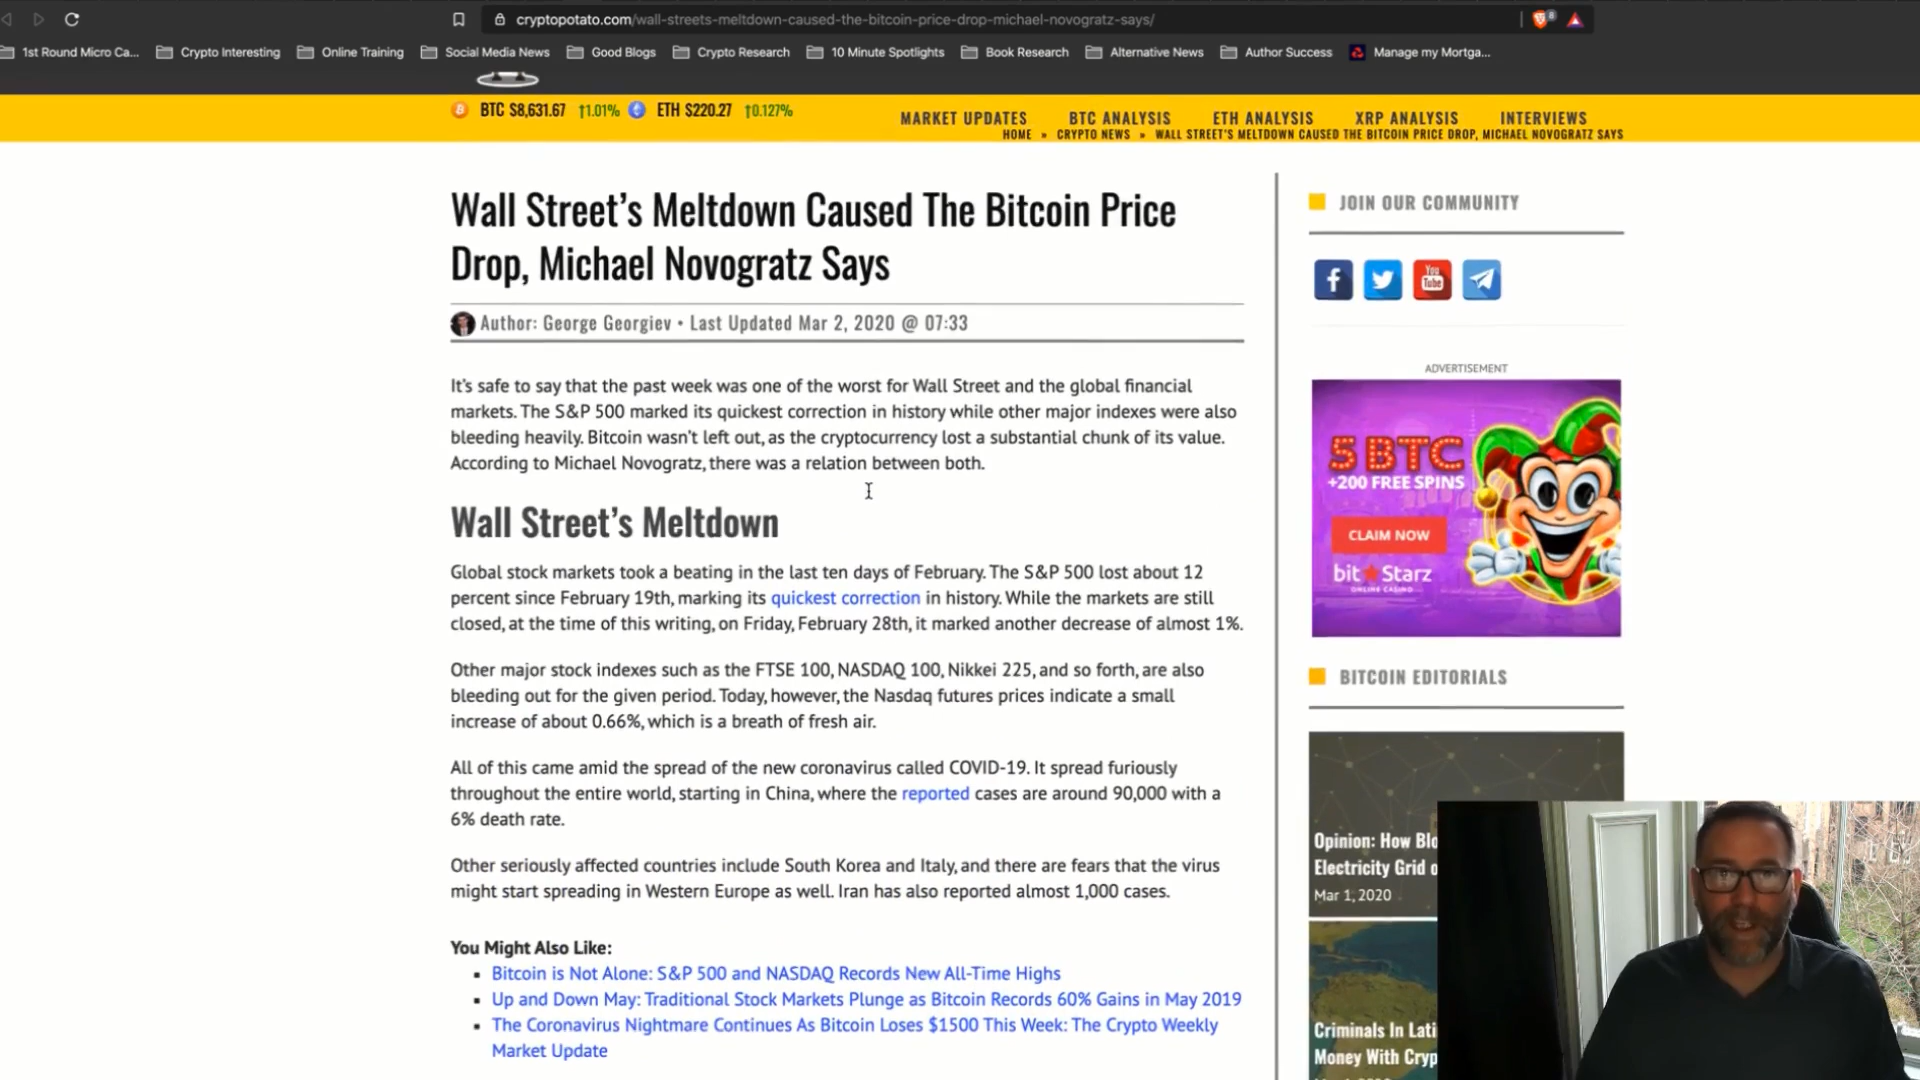 cryptopotato.com/wall-streets-meltdown-caused-the-bitcoin-price-drop-michael-novogratz-says/
8
1st Round Micro Ca...
Crypto Interesting
Online Training
Social Media News
Good Blogs
Crypto Research
10 Minute Spotlights
Book Research
Alternative News
Author Success
Manage my Mortga...
BTC $8,631.67 ↑1.01% ETH $220.27 ↑0.127%
MARKET UPDATES BTC ANALYSIS ETH ANALYSIS XRP ANALYSIS INTERVIEWS
HOME » CRYPTO NEWS » WALL STREET'S MELTDOWN CAUSED THE BITCOIN PRICE DROP, MICHAEL NOVOGRATZ SAYS
Wall Street's Meltdown Caused The Bitcoin Price
Drop, Michael Novogratz Says
Author: George Georgiev • Last Updated Mar 2, 2020 @ 07:33
It's safe to say that the past week was one of the worst for Wall Street and the global financial
markets. The S&P 500 marked its quickest correction in history while other major indexes were also
bleeding heavily. Bitcoin wasn't left out, as the cryptocurrency lost a substantial chunk of its value.
According to Michael Novogratz, there was a relation between both.
Wall Street's Meltdown
Global stock markets took a beating in the last ten days of February. The S&P 500 lost about 12
percent since February 19th, marking its quickest correction in history. While the markets are still
closed, at the time of this writing, on Friday, February 28th, it marked another decrease of almost 1%.
Other major stock indexes such as the FTSE 100, NASDAQ 100, Nikkei 225, and so forth, are also
bleeding out for the given period. Today, however, the Nasdaq futures prices indicate a small
increase of about 0.66%, which is a breath of fresh air.
All of this came amid the spread of the new coronavirus called COVID-19. It spread furiously
throughout the entire world, starting in China, where the reported cases are around 90,000 with a
6% death rate.
Other seriously affected countries include South Korea and Italy, and there are fears that the virus
might start spreading in Western Europe as well. Iran has also reported almost 1,000 cases.
You Might Also Like:
▪ Bitcoin is Not Alone: S&P 500 and NASDAQ Records New All-Time Highs
▪ Up and Down May: Traditional Stock Markets Plunge as Bitcoin Records 60% Gains in May 2019
▪ The Coronavirus Nightmare Continues As Bitcoin Loses $1500 This Week: The Crypto Weekly
Market Update
JOIN OUR COMMUNITY
You
Tube
ADVERTISEMENT
5 BTC
+200 FREE SPINS
CLAIM NOW
bit★Starz
ONLINE CASINO
BITCOIN EDITORIALS
Opinion: How Blo
Electricity Grid o
Mar 1, 2020
Criminals In Lati
Money With Cryp